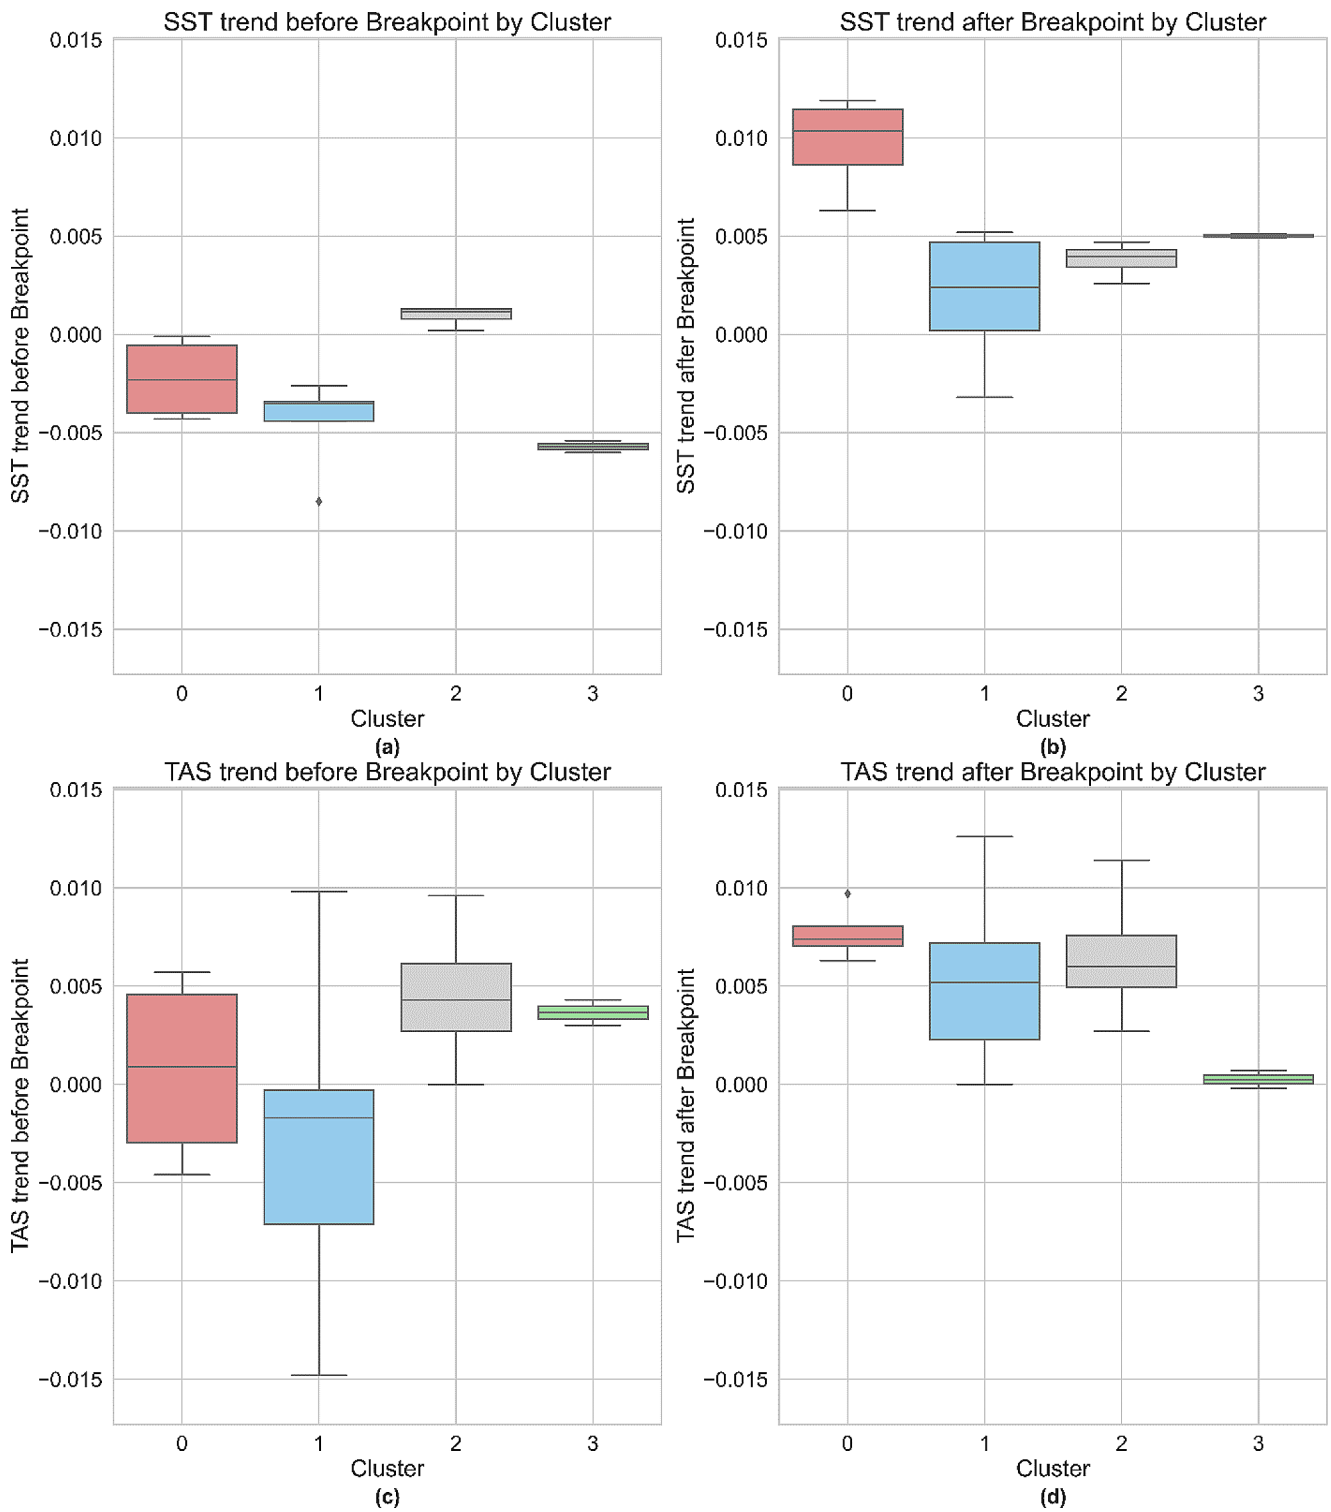 SST trend before Breakpoint by Cluster
SST trend before Breakpoint
0.015
0.010
0.005
0.000
−0.005
−0.010
−0.015
0 1 2 3
Cluster
(a)
SST trend after Breakpoint by Cluster
SST trend after Breakpoint
0.015
0.010
0.005
0.000
−0.005
−0.010
−0.015
0 1 2 3
Cluster
(b)
TAS trend before Breakpoint by Cluster
TAS trend before Breakpoint
0.015
0.010
0.005
0.000
−0.005
−0.010
−0.015
0 1 2 3
Cluster
(c)
TAS trend after Breakpoint by Cluster
TAS trend after Breakpoint
0.015
0.010
0.005
0.000
−0.005
−0.010
−0.015
0 1 2 3
Cluster
(d)